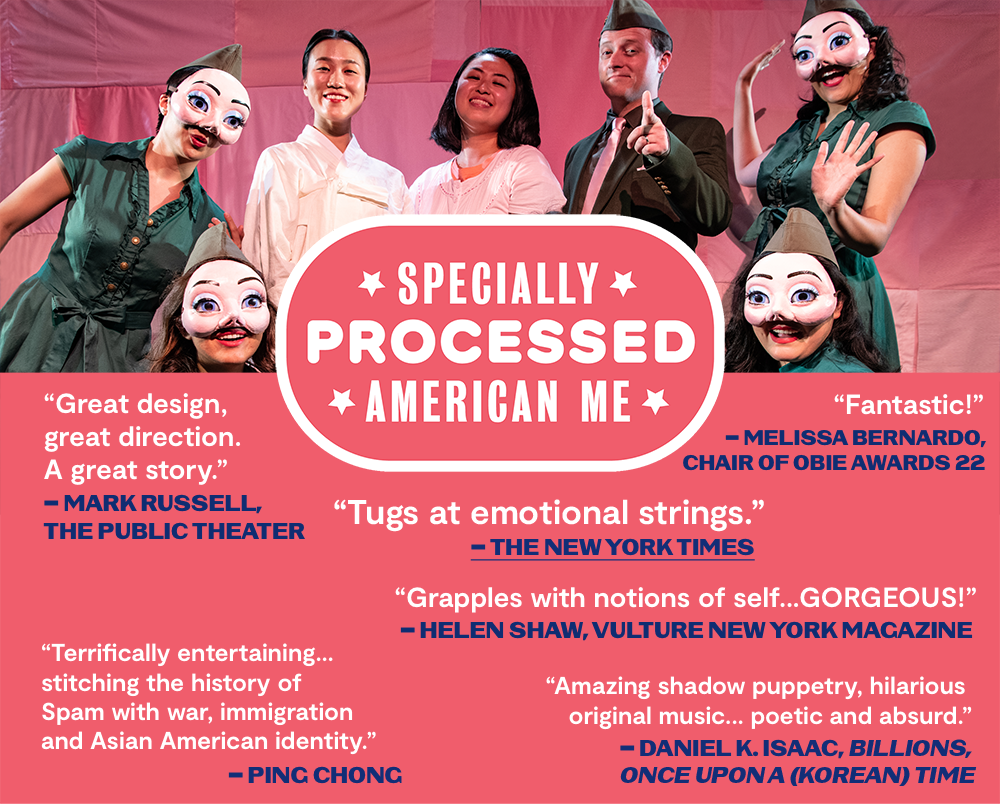 SPECIALLY
PROCESSED
AMERICAN ME
“Great design,
great direction.
A great story.”
– MARK RUSSELL,
THE PUBLIC THEATER
“Fantastic!”
– MELISSA BERNARDO,
CHAIR OF OBIE AWARDS 22
“Tugs at emotional strings.”
– THE NEW YORK TIMES
“Grapples with notions of self...GORGEOUS!”
– HELEN SHAW, VULTURE NEW YORK MAGAZINE
“Terrifically entertaining...
stitching the history of
Spam with war, immigration
and Asian American identity.”
– PING CHONG
“Amazing shadow puppetry, hilarious
original music... poetic and absurd.”
– DANIEL K. ISAAC, BILLIONS,
ONCE UPON A (KOREAN) TIME